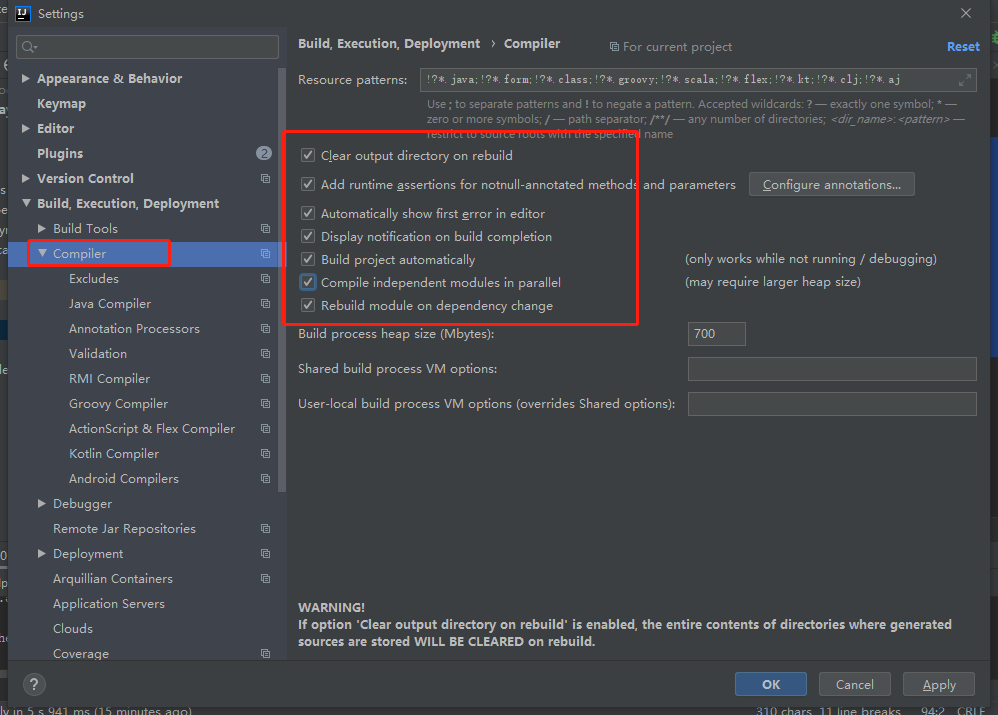 Settings
Build, Execution, Deployment › Compiler
For current project
Reset
Appearance & Behavior
Keymap
Editor
Plugins
2
Version Control
Build, Execution, Deployment
Build Tools
Compiler
Excludes
Java Compiler
Annotation Processors
Validation
RMI Compiler
Groovy Compiler
ActionScript & Flex Compiler
Kotlin Compiler
Android Compilers
Debugger
Remote Jar Repositories
Deployment
Arquillian Containers
Application Servers
Clouds
Coverage
Resource patterns:
!?*.java;!?*.form;!?*.class;!?*.groovy;!?*.scala;!?*.flex;!?*.kt;!?*.clj;!?*.aj
Use ; to separate patterns and ! to negate a pattern. Accepted wildcards: ? — exactly one symbol; * —
zero or more symbols; / — path separator; /**/ — any number of directories; <dir_name>:<pattern> —
restrict to source roots with the specified name
Clear output directory on rebuild
Add runtime assertions for notnull-annotated methods and parameters
Configure annotations...
Automatically show first error in editor
Display notification on build completion
Build project automatically
(only works while not running / debugging)
Compile independent modules in parallel
(may require larger heap size)
Rebuild module on dependency change
Build process heap size (Mbytes):
700
Shared build process VM options:
User-local build process VM options (overrides Shared options):
WARNING!
If option 'Clear output directory on rebuild' is enabled, the entire contents of directories where generated
sources are stored WILL BE CLEARED on rebuild.
?
OK
Cancel
Apply
ly in 5 s 941 ms (15 minutes ago)
310 chars, 11 line breaks
94:2
CRLF